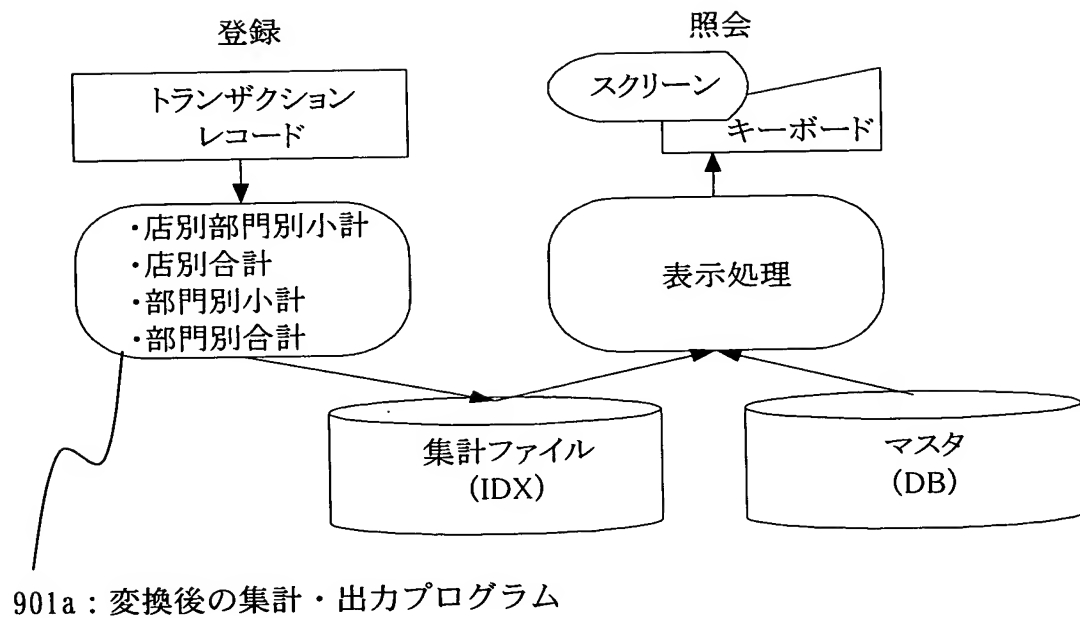 登録
トランザクション
レコード
・店別部門別小計
・店別合計
・部門別小計
・部門別合計
照会
スクリーン
キーボード
表示処理
集計ファイル
(IDX)
マスタ
(DB)
901a：変換後の集計・出力プログラム